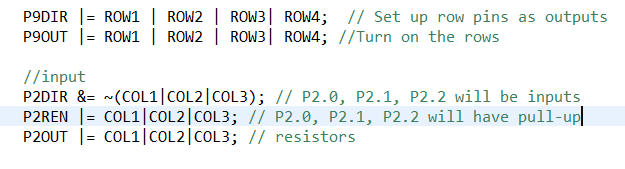 P9DIR |= ROW1 | ROW2 | ROW3| ROW4;  // Set up row pins as outputs
P9OUT |= ROW1 | ROW2 | ROW3| ROW4; //Turn on the rows
//input
P2DIR &= ~(COL1|COL2|COL3); // P2.0, P2.1, P2.2 will be inputs
P2REN |= COL1|COL2|COL3; // P2.0, P2.1, P2.2 will have pull-up
P2OUT |= COL1|COL2|COL3; // resistors